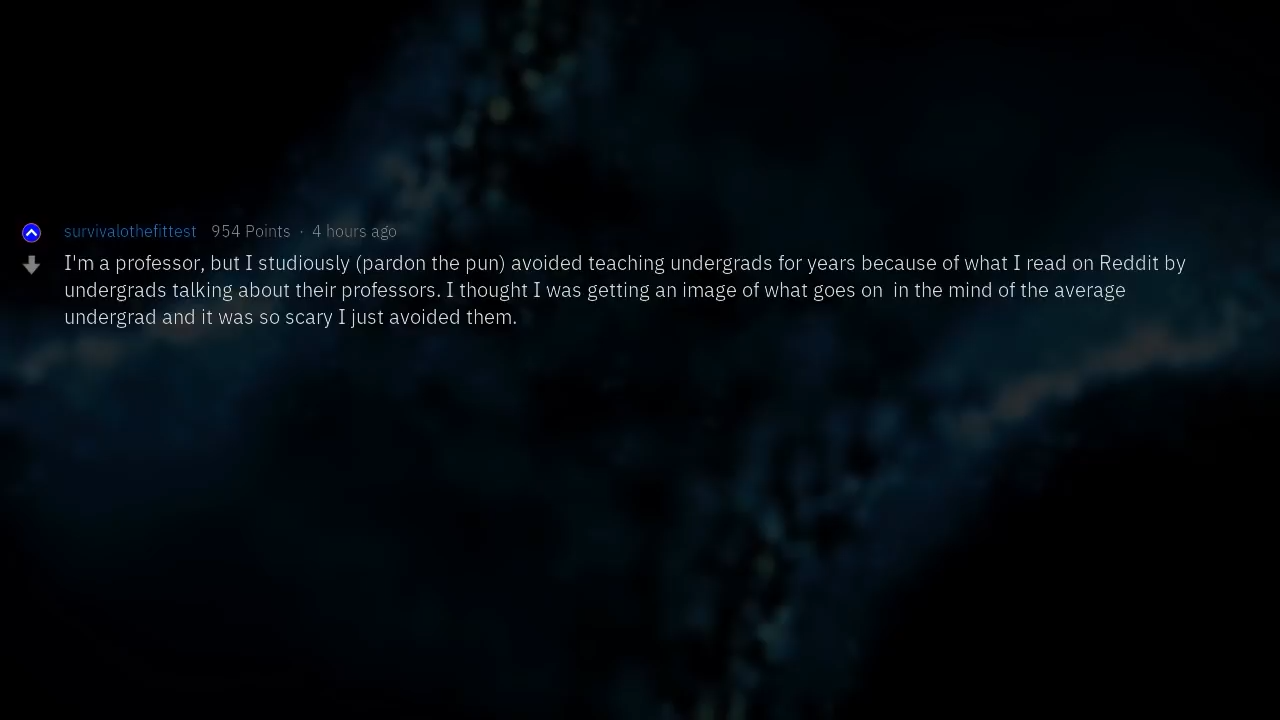 survivalothefittest 954 Points · 4 hours ago
I'm a professor, but I studiously (pardon the pun) avoided teaching undergrads for years because of what I read on Reddit by
undergrads talking about their professors. I thought I was getting an image of what goes on  in the mind of the average
undergrad and it was so scary I just avoided them.